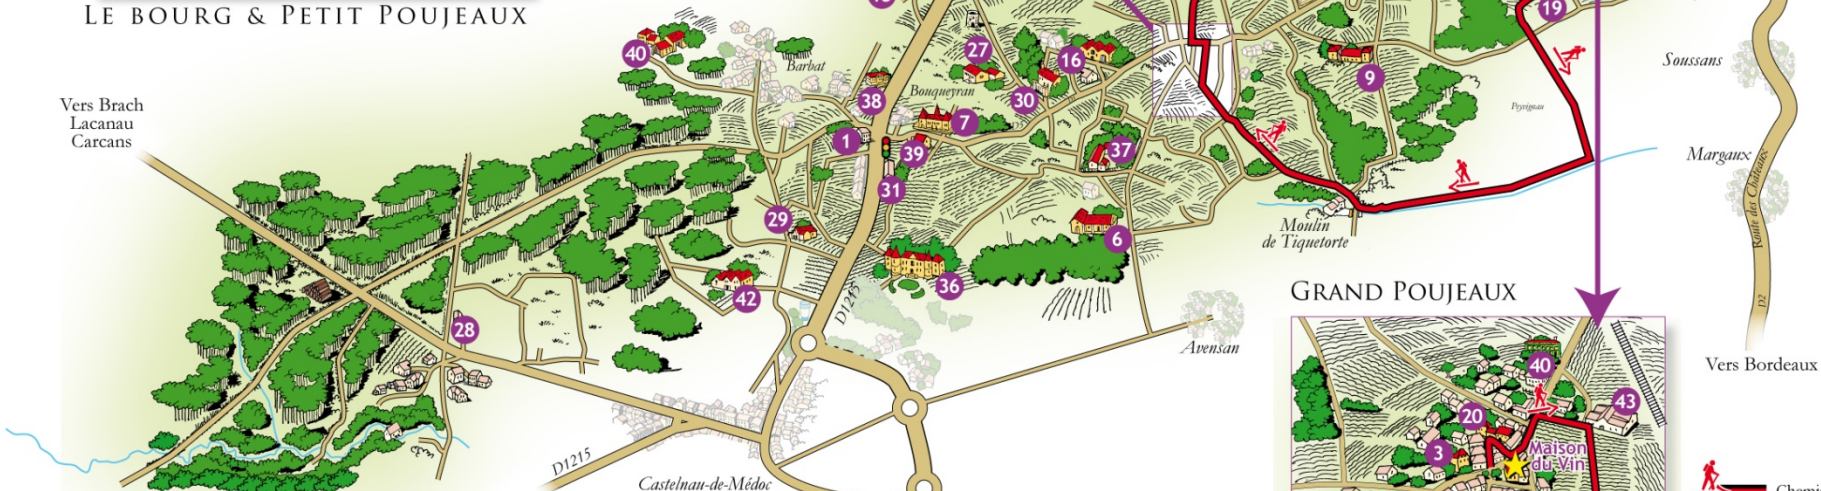 LE BOURG & PETIT POUJEAUX
19
40
27
16
Soussans
Barbat
9
Vers Brach
Lacanau
Carcans
38
Bouqueyran
30
Peyrigeau
7
1
39
37
Margaux
31
Route des Châteaux
29
Moulin
de Tiquetorte
6
36
42
D1215
GRAND POUJEAUX
D2
28
Avensan
Vers Bordeaux
40
43
20
3
Maison
du Vin
D1215
Castelnau-de-Médoc